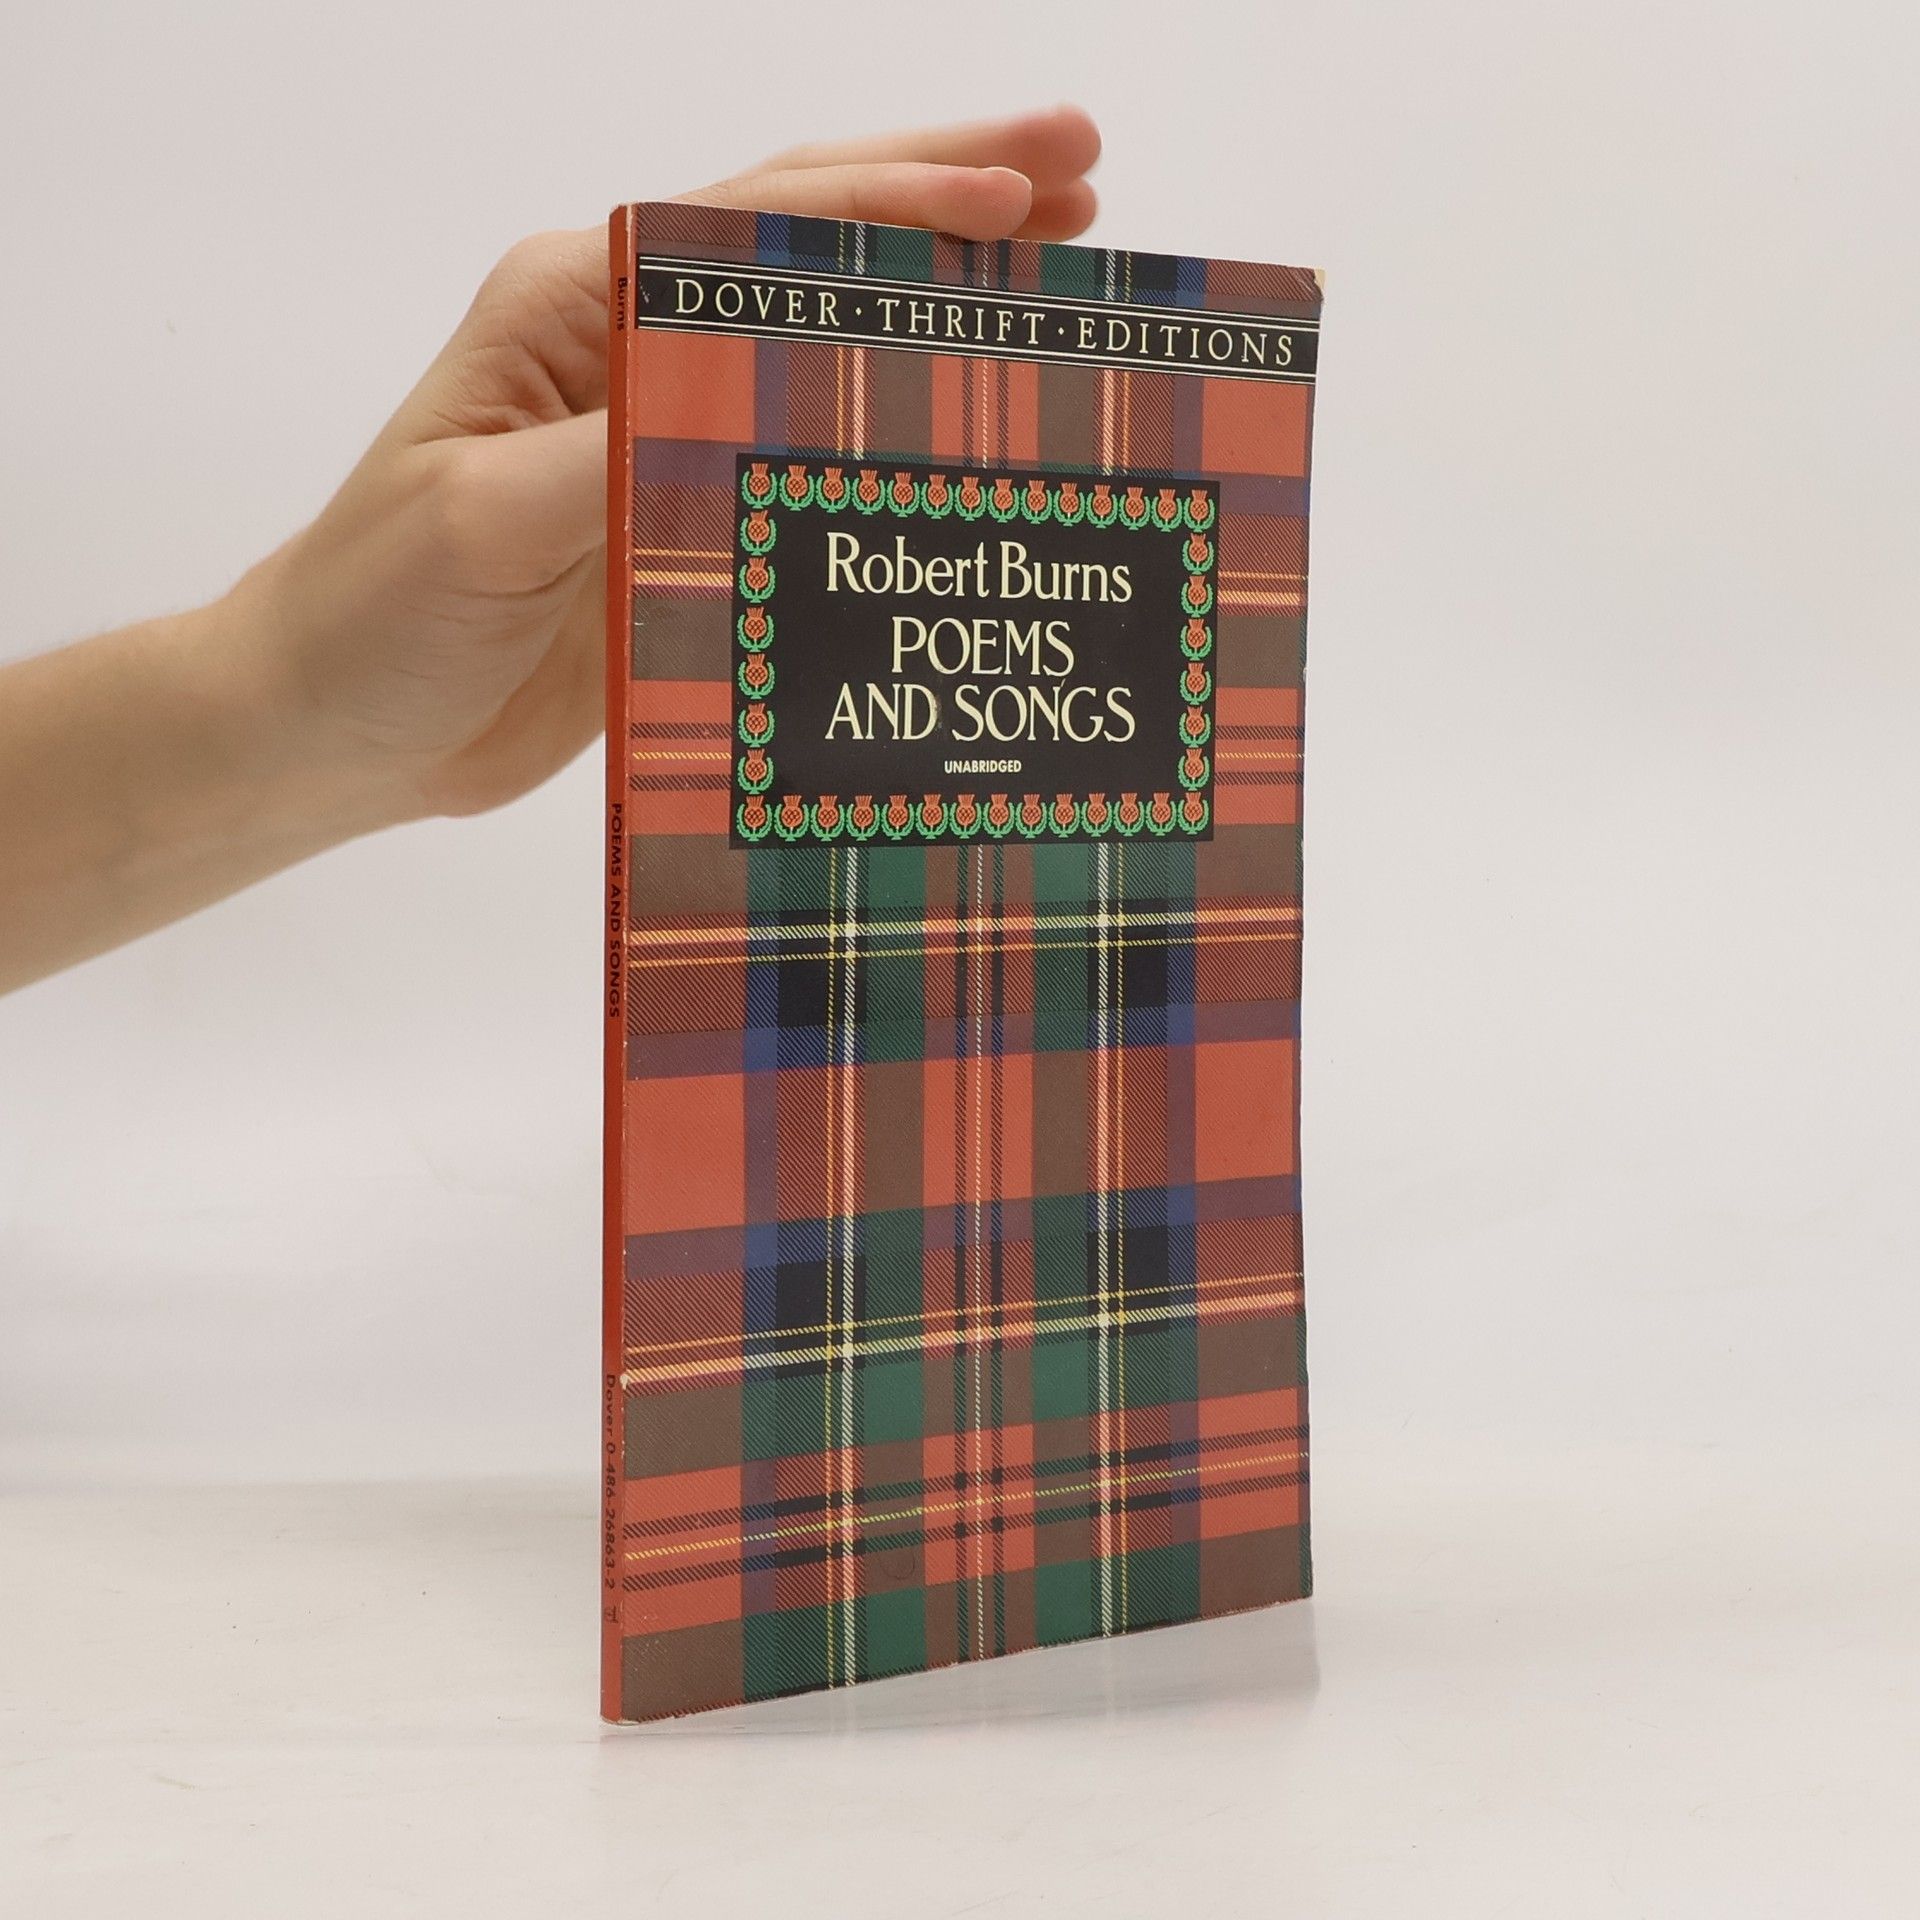 DOVER · THRIFT · EDITIONS
Robert Burns
POEMS
AND SONGS
UNABRIDGED
Burns
POEMS AND SONGS
Dover 0-486-26863-2